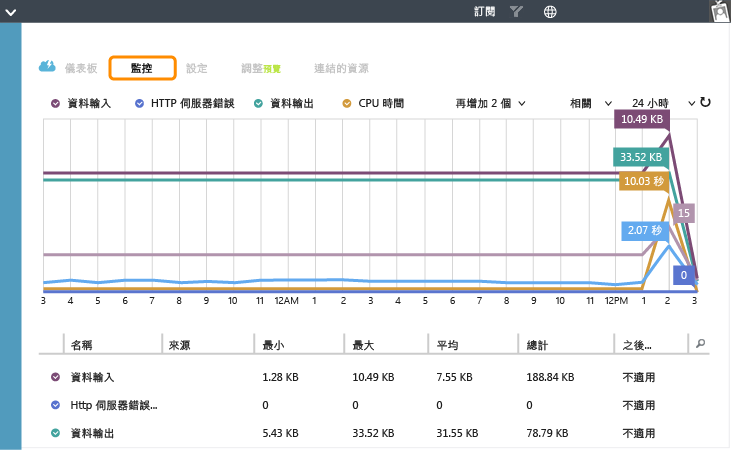 訂閱
儀表板 監控 設定 調整預覽 連結的資源
資料輸入 HTTP 伺服器錯誤 資料輸出 CPU 時間 再增加 2 個 相關 24 小時
10.49 KB
33.52 KB
10.03 秒
15
2.07 秒
0
3 4 5 6 7 8 9 10 11 12AM 1 2 3 4 5 6 7 8 9 10 11 12PM 1 2 3
名稱 來源 最小 最大 平均 總計 之後...
資料輸入 1.28 KB 10.49 KB 7.55 KB 188.84 KB 不適用
Http 伺服器錯誤... 0 0 0 0 不適用
資料輸出 5.43 KB 33.52 KB 31.55 KB 78.79 KB 不適用